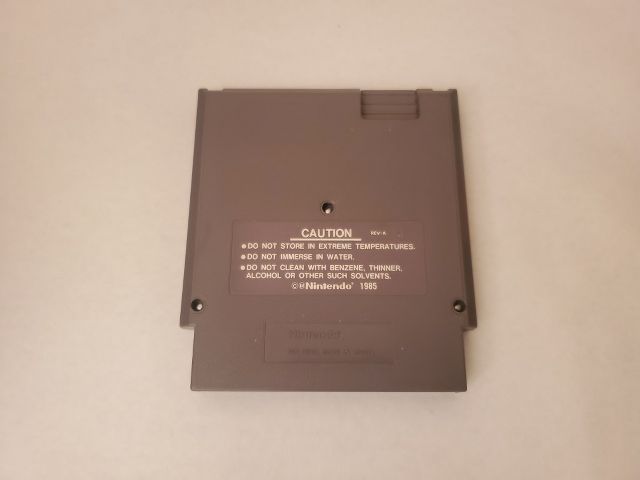 CAUTION REV-A
●DO NOT STORE IN EXTREME TEMPERATURES.
●DO NOT IMMERSE IN WATER.
●DO NOT CLEAN WITH BENZENE, THINNER,
ALCOHOL OR OTHER SUCH SOLVENTS.
©®Nintendo® 1985
Nintendo®